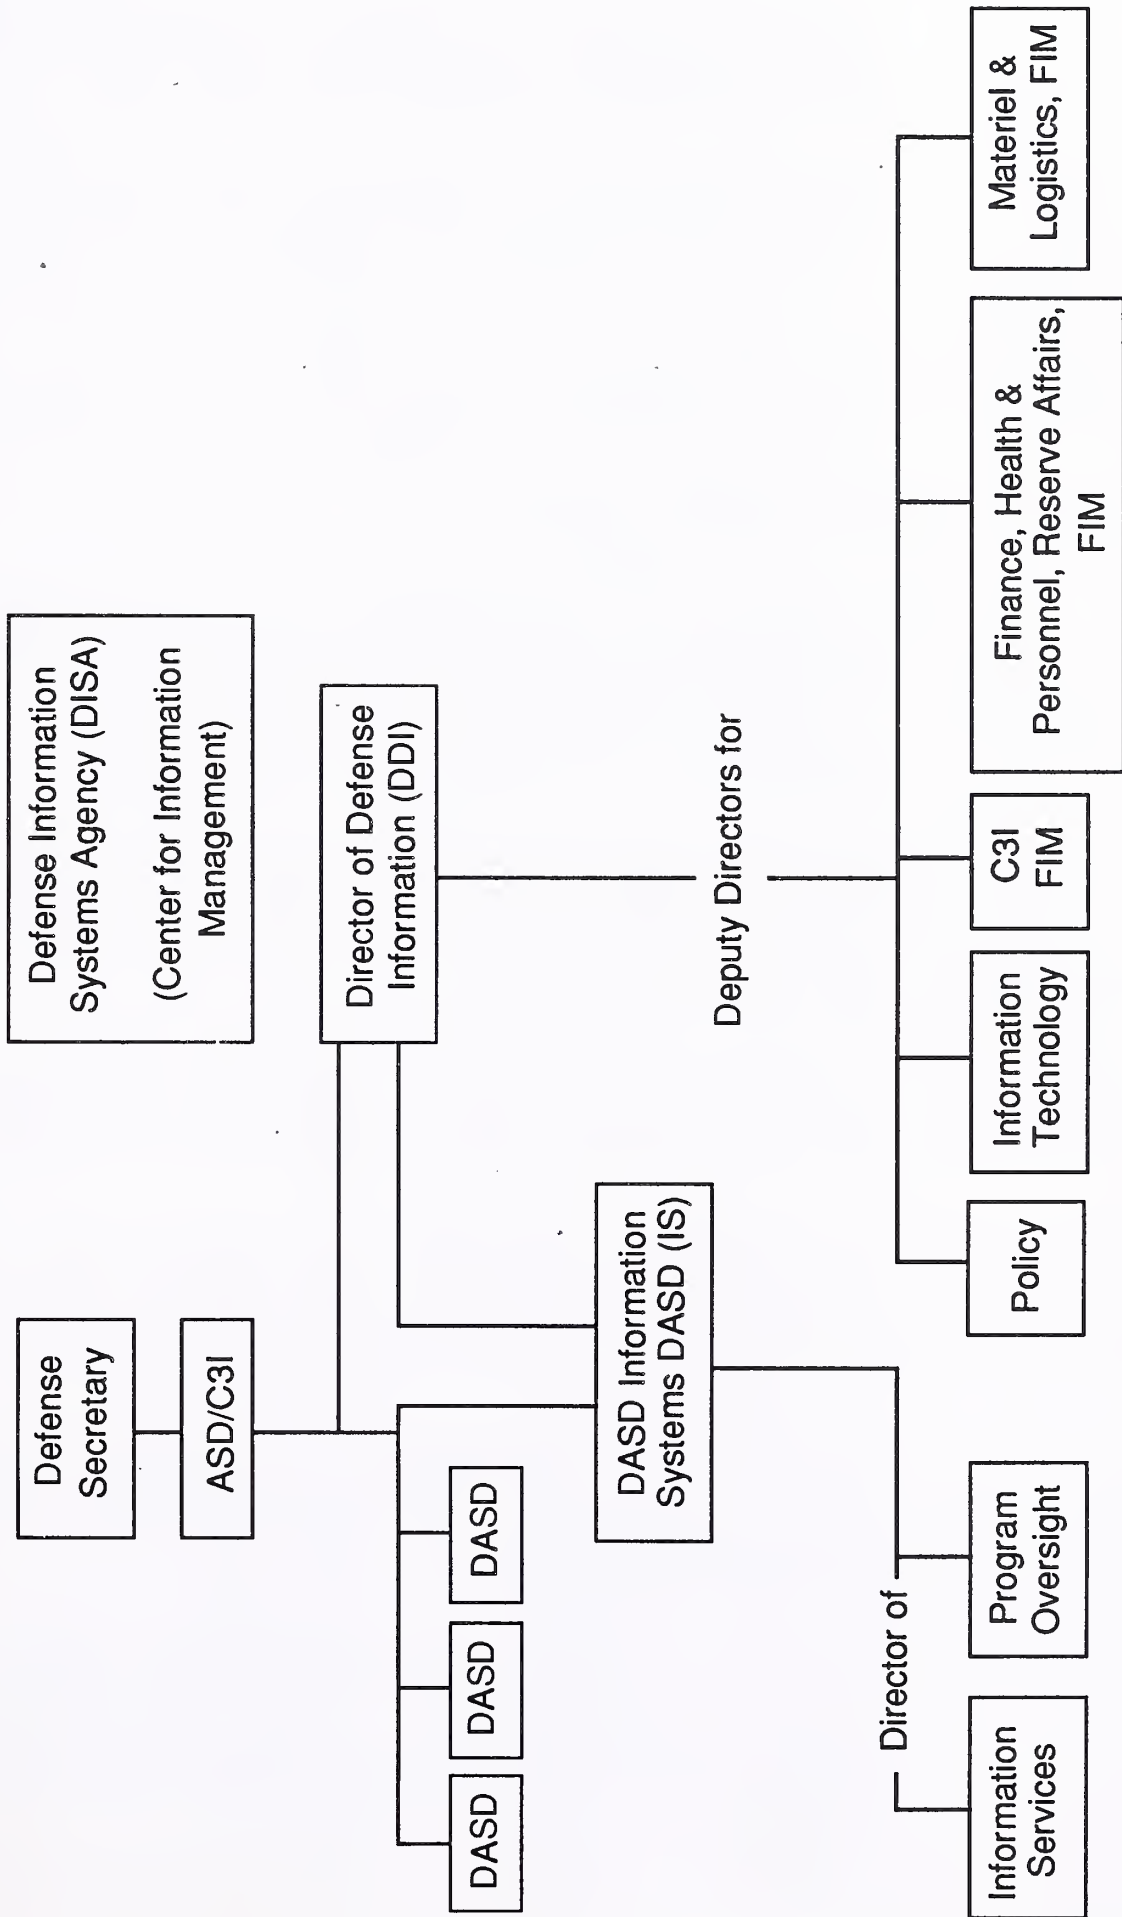 Defense
Secretary
ASD/C3I
Defense Information
Systems Agency (DISA)
(Center for Information
Management)
Director of Defense
Information (DDI)
DASD
DASD
DASD
DASD Information
Systems DASD (IS)
Deputy Directors for
Director of
Information
Services
Program
Oversight
Policy
Information
Technology
C3I
FIM
Finance, Health &
Personnel, Reserve Affairs,
FIM
Materiel &
Logistics, FIM